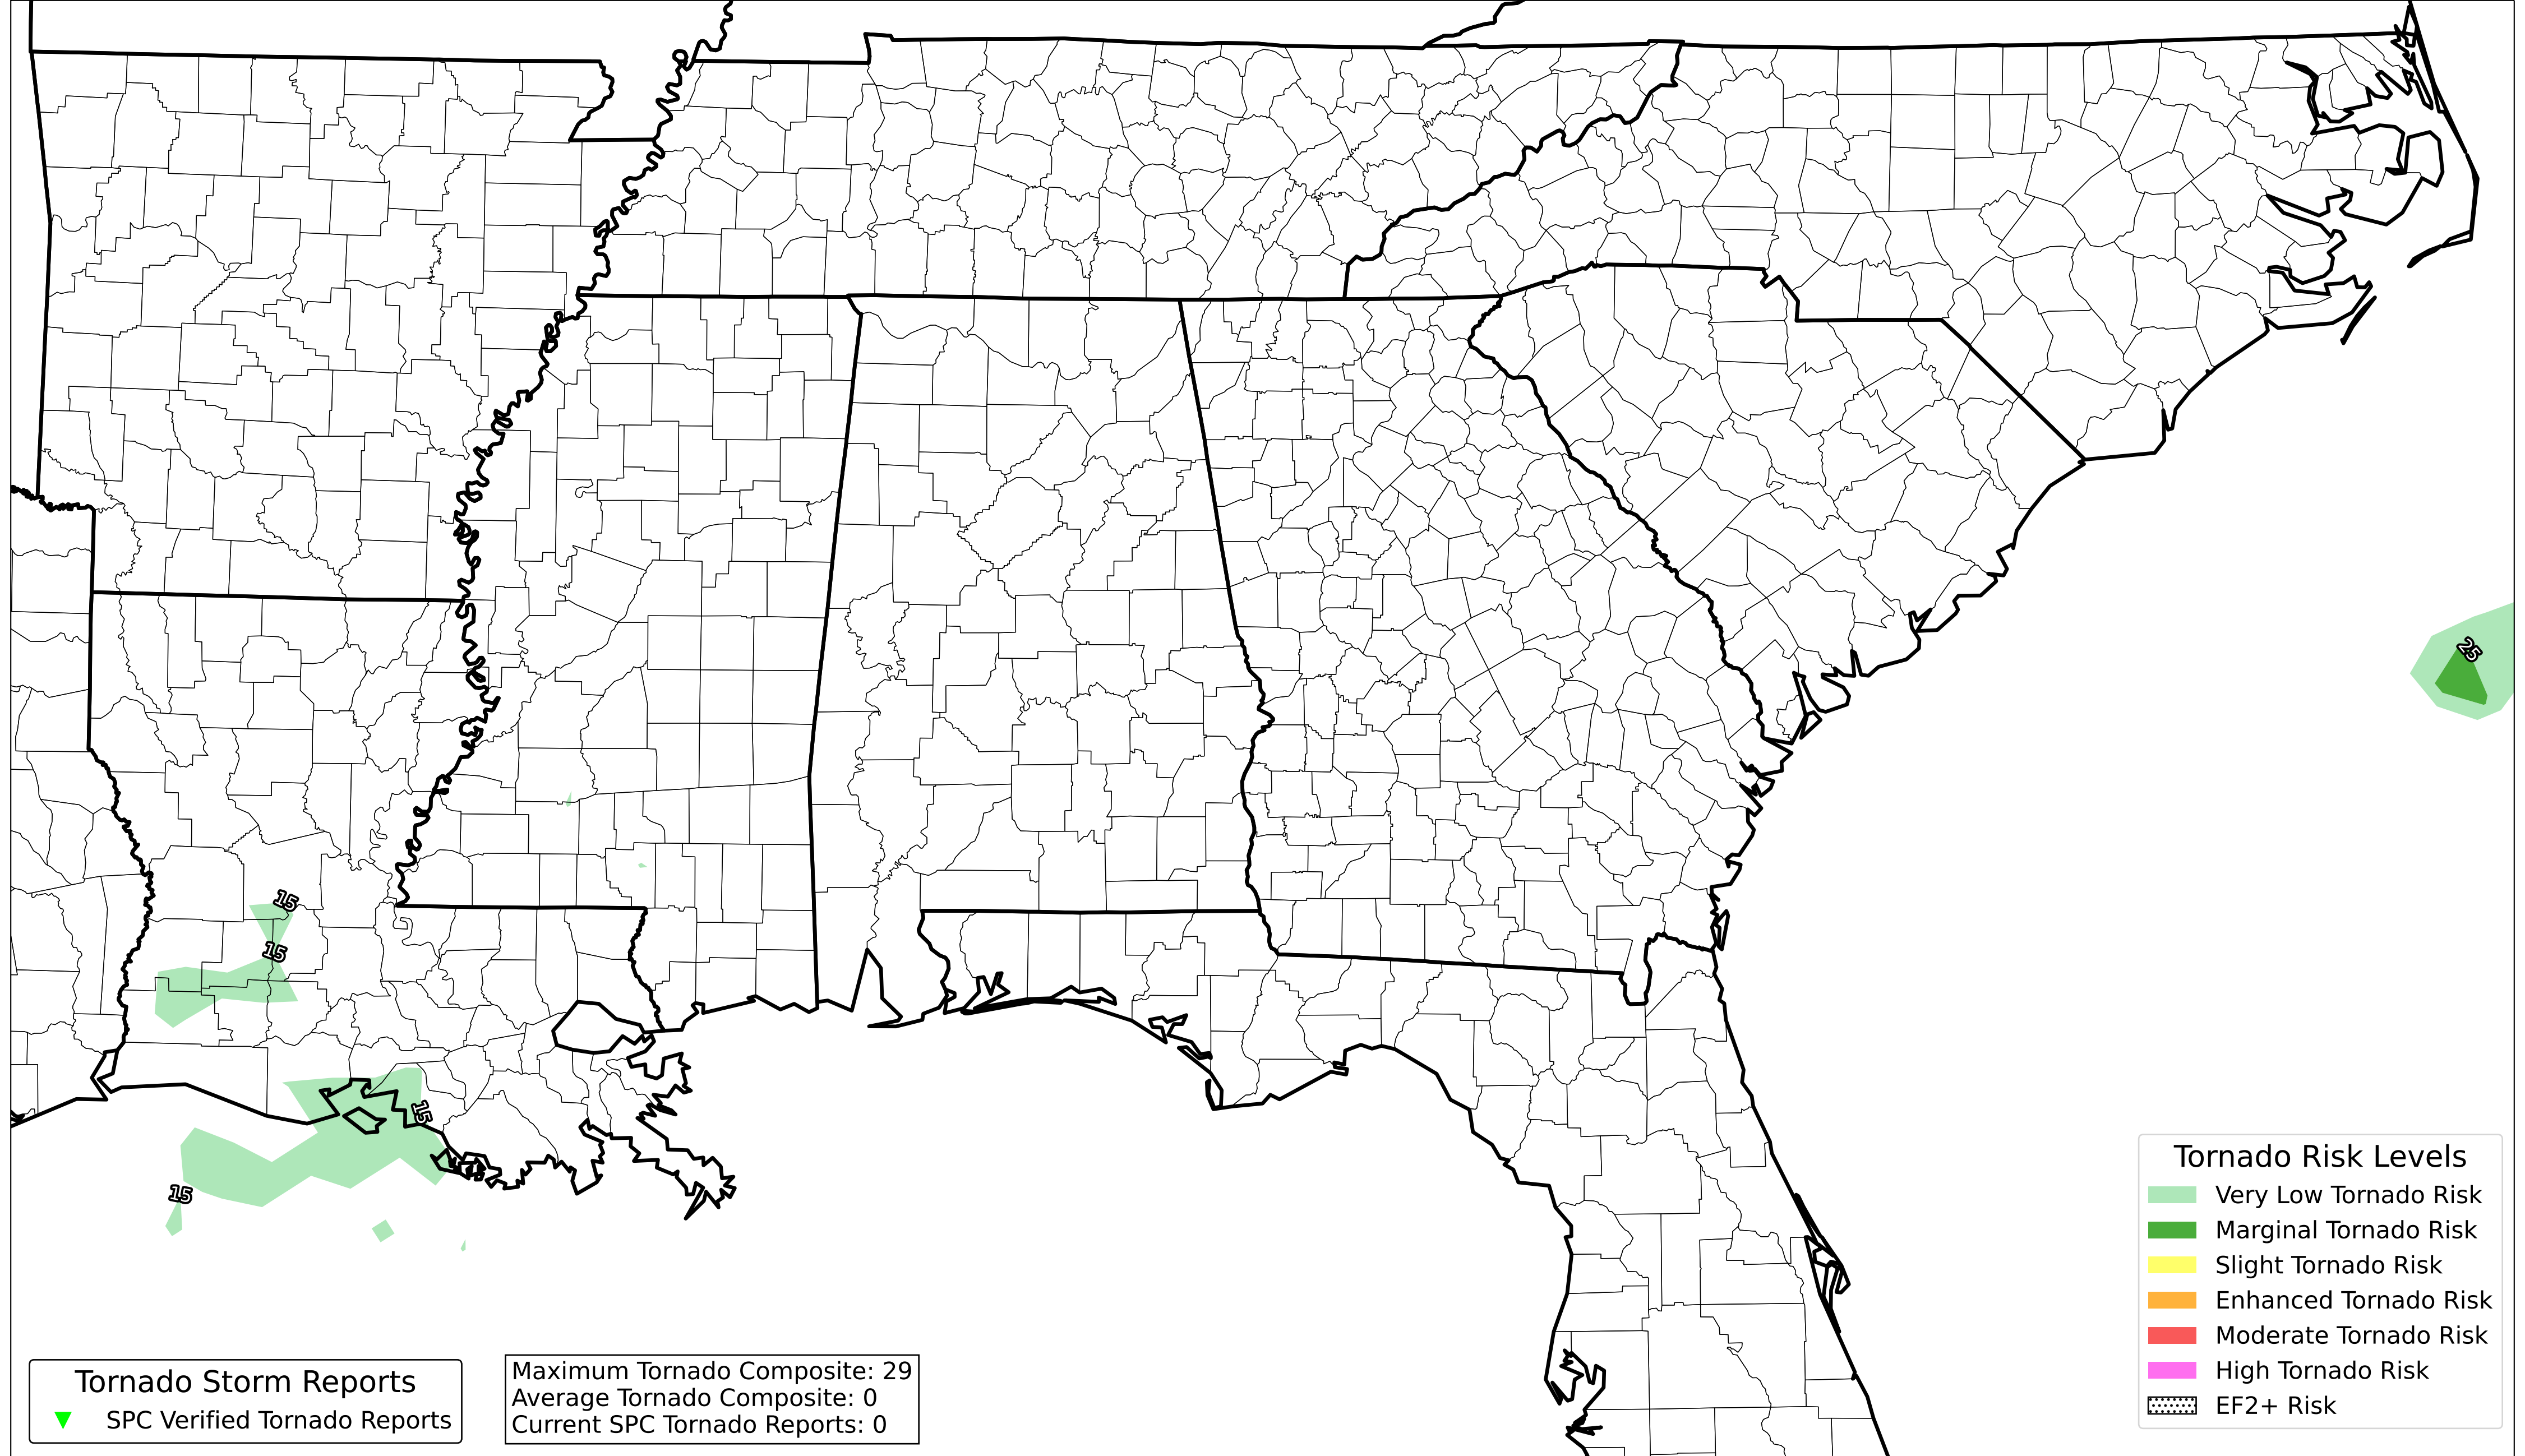 25
15
15
15
15
Tornado Risk Levels
Very Low Tornado Risk
Marginal Tornado Risk
Slight Tornado Risk
Enhanced Tornado Risk
Moderate Tornado Risk
High Tornado Risk
EF2+ Risk
Tornado Storm Reports
SPC Verified Tornado Reports
Maximum Tornado Composite: 29
Average Tornado Composite: 0
Current SPC Tornado Reports: 0